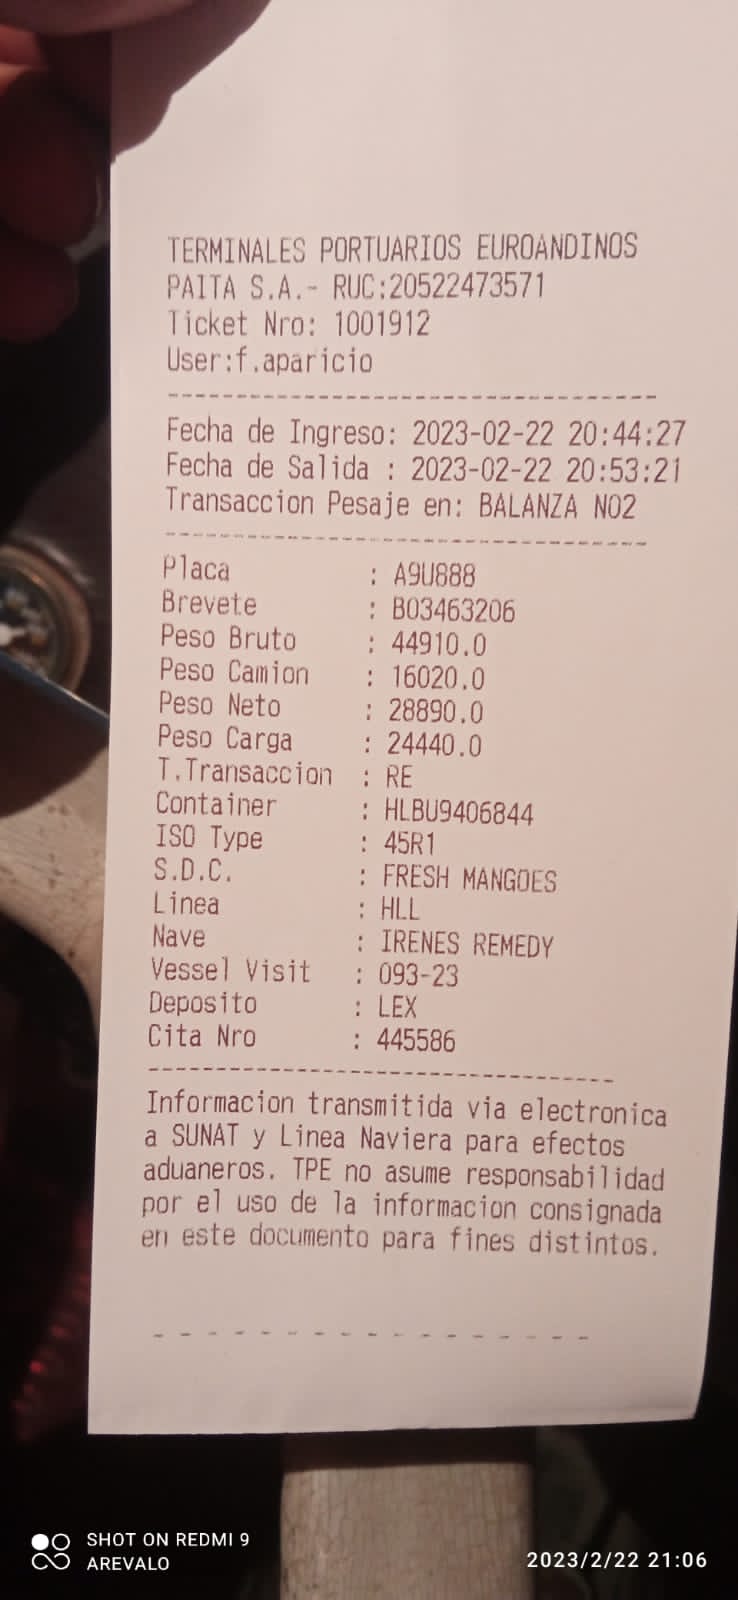 TERMINALES PORTUARIOS EUROANDINOS
PAITA S.A.- RUC:20522473571
Ticket Nro: 1001912
User:f.aparicio
Fecha de Ingreso: 2023-02-22 20:44:27
Fecha de Salida : 2023-02-22 20:53:21
Transaccion Pesaje en: BALANZA NO2
Placa : A9U888
Brevete : B03463206
Peso Bruto : 44910.0
Peso Camion : 16020.0
Peso Neto : 28890.0
Peso Carga : 24440.0
T.Transaccion : RE
Container : HLBU9406844
ISO Type : 45R1
S.D.C. : FRESH MANGOES
Linea : HLL
Nave : IRENES REMEDY
Vessel Visit : 093-23
Deposito : LEX
Cita Nro : 445586
Informacion transmitida via electronica
a SUNAT y Linea Naviera para efectos
aduaneros. TPE no asume responsabilidad
por el uso de la informacion consignada
en este documento para fines distintos.
SHOT ON REDMI 9
AREVALO
2023/2/22 21:06